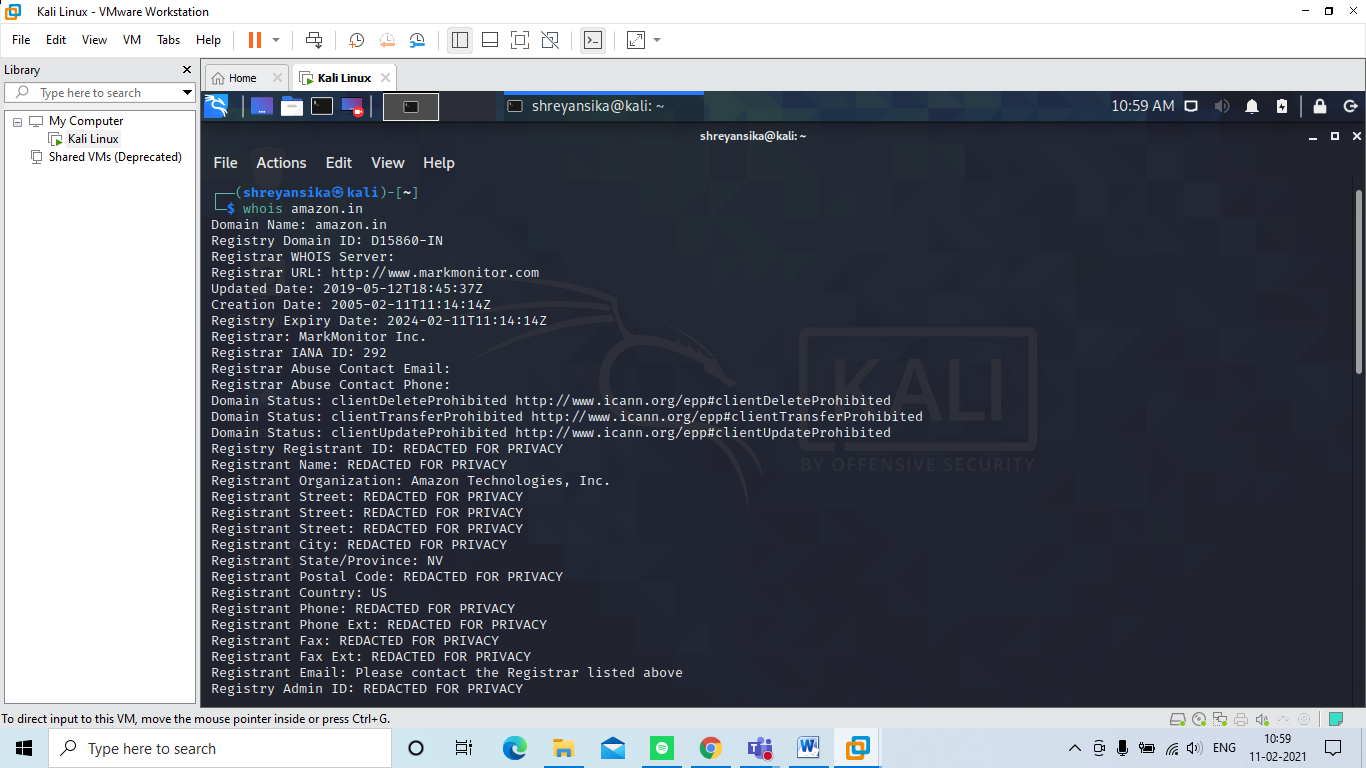 Kali Linux - VMware Workstation
File Edit View VM Tabs Help
Library
Type here to search
My Computer
Kali Linux
Shared VMs (Deprecated)
Home
Kali Linux
shreyansika@kali: ~
10:59 AM
shreyansika@kali: ~
File Actions Edit View Help
┌──(shreyansika㉿kali)-[~]
└─$ whois amazon.in
Domain Name: amazon.in
Registry Domain ID: D15860-IN
Registrar WHOIS Server:
Registrar URL: http://www.markmonitor.com
Updated Date: 2019-05-12T18:45:37Z
Creation Date: 2005-02-11T11:14:14Z
Registry Expiry Date: 2024-02-11T11:14:14Z
Registrar: MarkMonitor Inc.
Registrar IANA ID: 292
Registrar Abuse Contact Email:
Registrar Abuse Contact Phone:
Domain Status: clientDeleteProhibited http://www.icann.org/epp#clientDeleteProhibited
Domain Status: clientTransferProhibited http://www.icann.org/epp#clientTransferProhibited
Domain Status: clientUpdateProhibited http://www.icann.org/epp#clientUpdateProhibited
Registry Registrant ID: REDACTED FOR PRIVACY
Registrant Name: REDACTED FOR PRIVACY
Registrant Organization: Amazon Technologies, Inc.
Registrant Street: REDACTED FOR PRIVACY
Registrant Street: REDACTED FOR PRIVACY
Registrant Street: REDACTED FOR PRIVACY
Registrant City: REDACTED FOR PRIVACY
Registrant State/Province: NV
Registrant Postal Code: REDACTED FOR PRIVACY
Registrant Country: US
Registrant Phone: REDACTED FOR PRIVACY
Registrant Phone Ext: REDACTED FOR PRIVACY
Registrant Fax: REDACTED FOR PRIVACY
Registrant Fax Ext: REDACTED FOR PRIVACY
Registrant Email: Please contact the Registrar listed above
Registry Admin ID: REDACTED FOR PRIVACY
KALI
BY OFFENSIVE SECURITY
To direct input to this VM, move the mouse pointer inside or press Ctrl+G.
Type here to search
ENG
10:59
11-02-2021